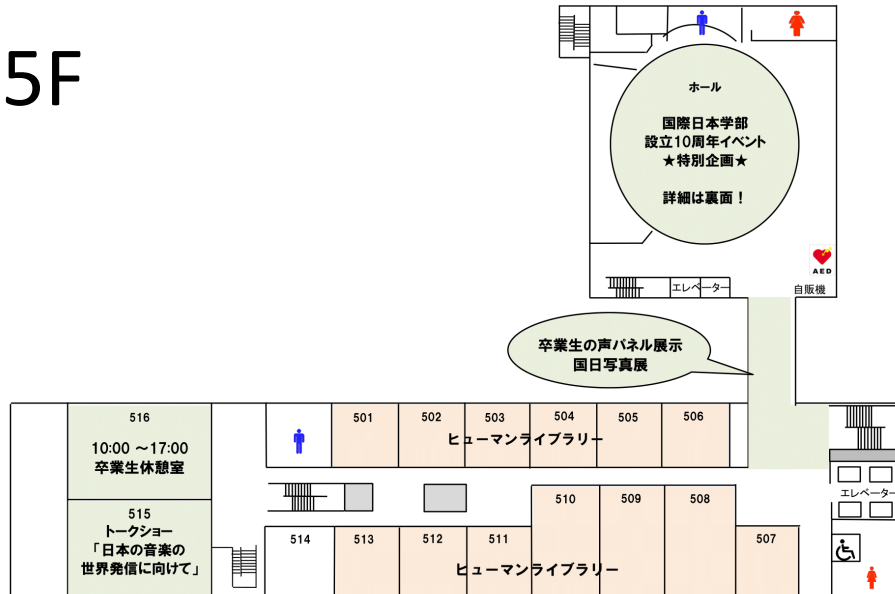 5F
ホール
国際日本学部
設立10周年イベント
★特別企画★
詳細は裏面！
AED
エレベーター
自販機
卒業生の声パネル展示
国日写真展
516
10:00 ～17:00
卒業生休憩室
501
502
503
504
505
506
ヒューマンライブラリー
エレベーター
515
トークショー
「日本の音楽の
世界発信に向けて」
514
513
512
511
510
509
508
507
ヒューマンライブラリー